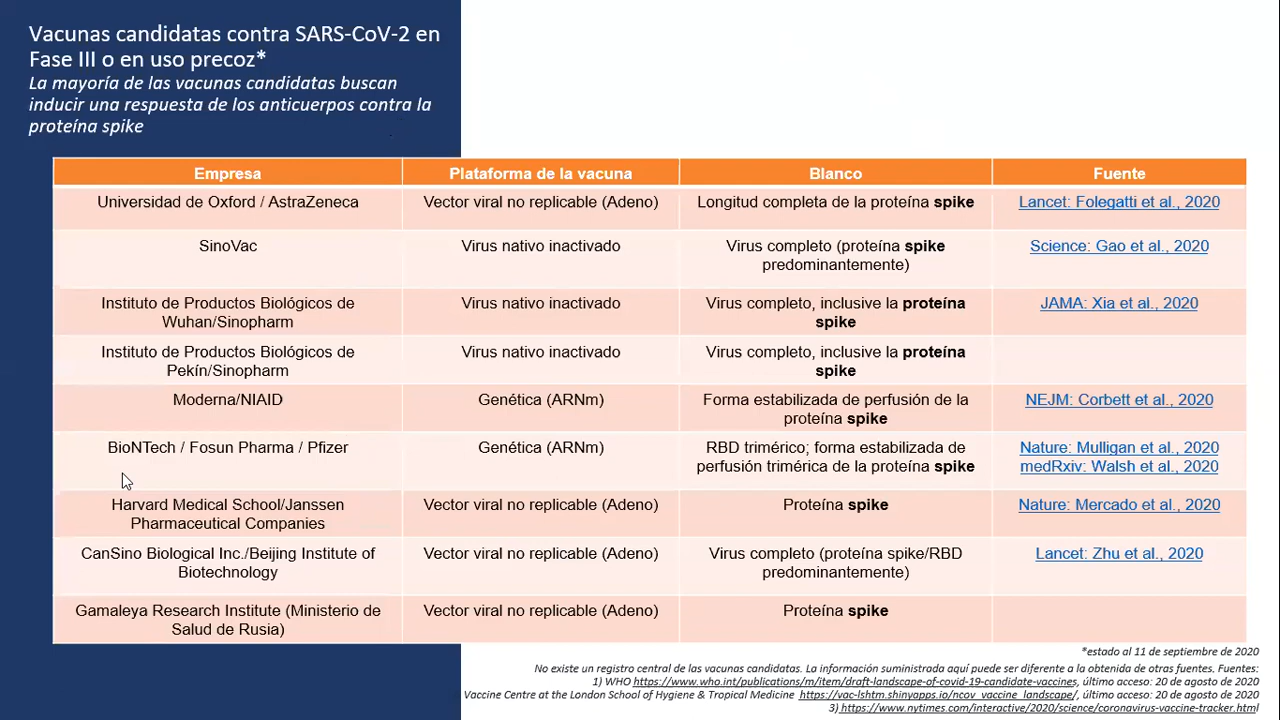 Vacunas candidatas contra SARS-CoV-2 en
Fase III o en uso precoz*
La mayoría de las vacunas candidatas buscan
inducir una respuesta de los anticuerpos contra la
proteína spike
Empresa Plataforma de la vacuna Blanco Fuente
Universidad de Oxford / AstraZeneca Vector viral no replicable (Adeno) Longitud completa de la proteína spike Lancet: Folegatti et al., 2020
SinoVac Virus nativo inactivado Virus completo (proteína spike Science: Gao et al., 2020
predominantemente)
Instituto de Productos Biológicos de Virus nativo inactivado Virus completo, inclusive la proteína JAMA: Xia et al., 2020
Wuhan/Sinopharm spike
Instituto de Productos Biológicos de Virus nativo inactivado Virus completo, inclusive la proteína
Pekín/Sinopharm spike
Moderna/NIAID Genética (ARNm) Forma estabilizada de perfusión de la NEJM: Corbett et al., 2020
proteína spike
BioNTech / Fosun Pharma / Pfizer Genética (ARNm) RBD trimérico; forma estabilizada de Nature: Mulligan et al., 2020
perfusión trimérica de la proteína spike medRxiv: Walsh et al., 2020
Harvard Medical School/Janssen Vector viral no replicable (Adeno) Proteína spike Nature: Mercado et al., 2020
Pharmaceutical Companies
CanSino Biological Inc./Beijing Institute of Vector viral no replicable (Adeno) Virus completo (proteína spike/RBD Lancet: Zhu et al., 2020
Biotechnology predominantemente)
Gamaleya Research Institute (Ministerio de Vector viral no replicable (Adeno) Proteína spike
Salud de Rusia)
*estado al 11 de septiembre de 2020
No existe un registro central de las vacunas candidatas. La información suministrada aquí puede ser diferente a la obtenida de otras fuentes. Fuentes:
1) WHO https://www.who.int/publications/m/item/draft-landscape-of-covid-19-candidate-vaccines, último acceso: 20 de agosto de 2020
Vaccine Centre at the London School of Hygiene & Tropical Medicine https://vac-lshtm.shinyapps.io/ncov_vaccine_landscape/, último acceso: 20 de agosto de 2020
3) https://www.nytimes.com/interactive/2020/science/coronavirus-vaccine-tracker.html